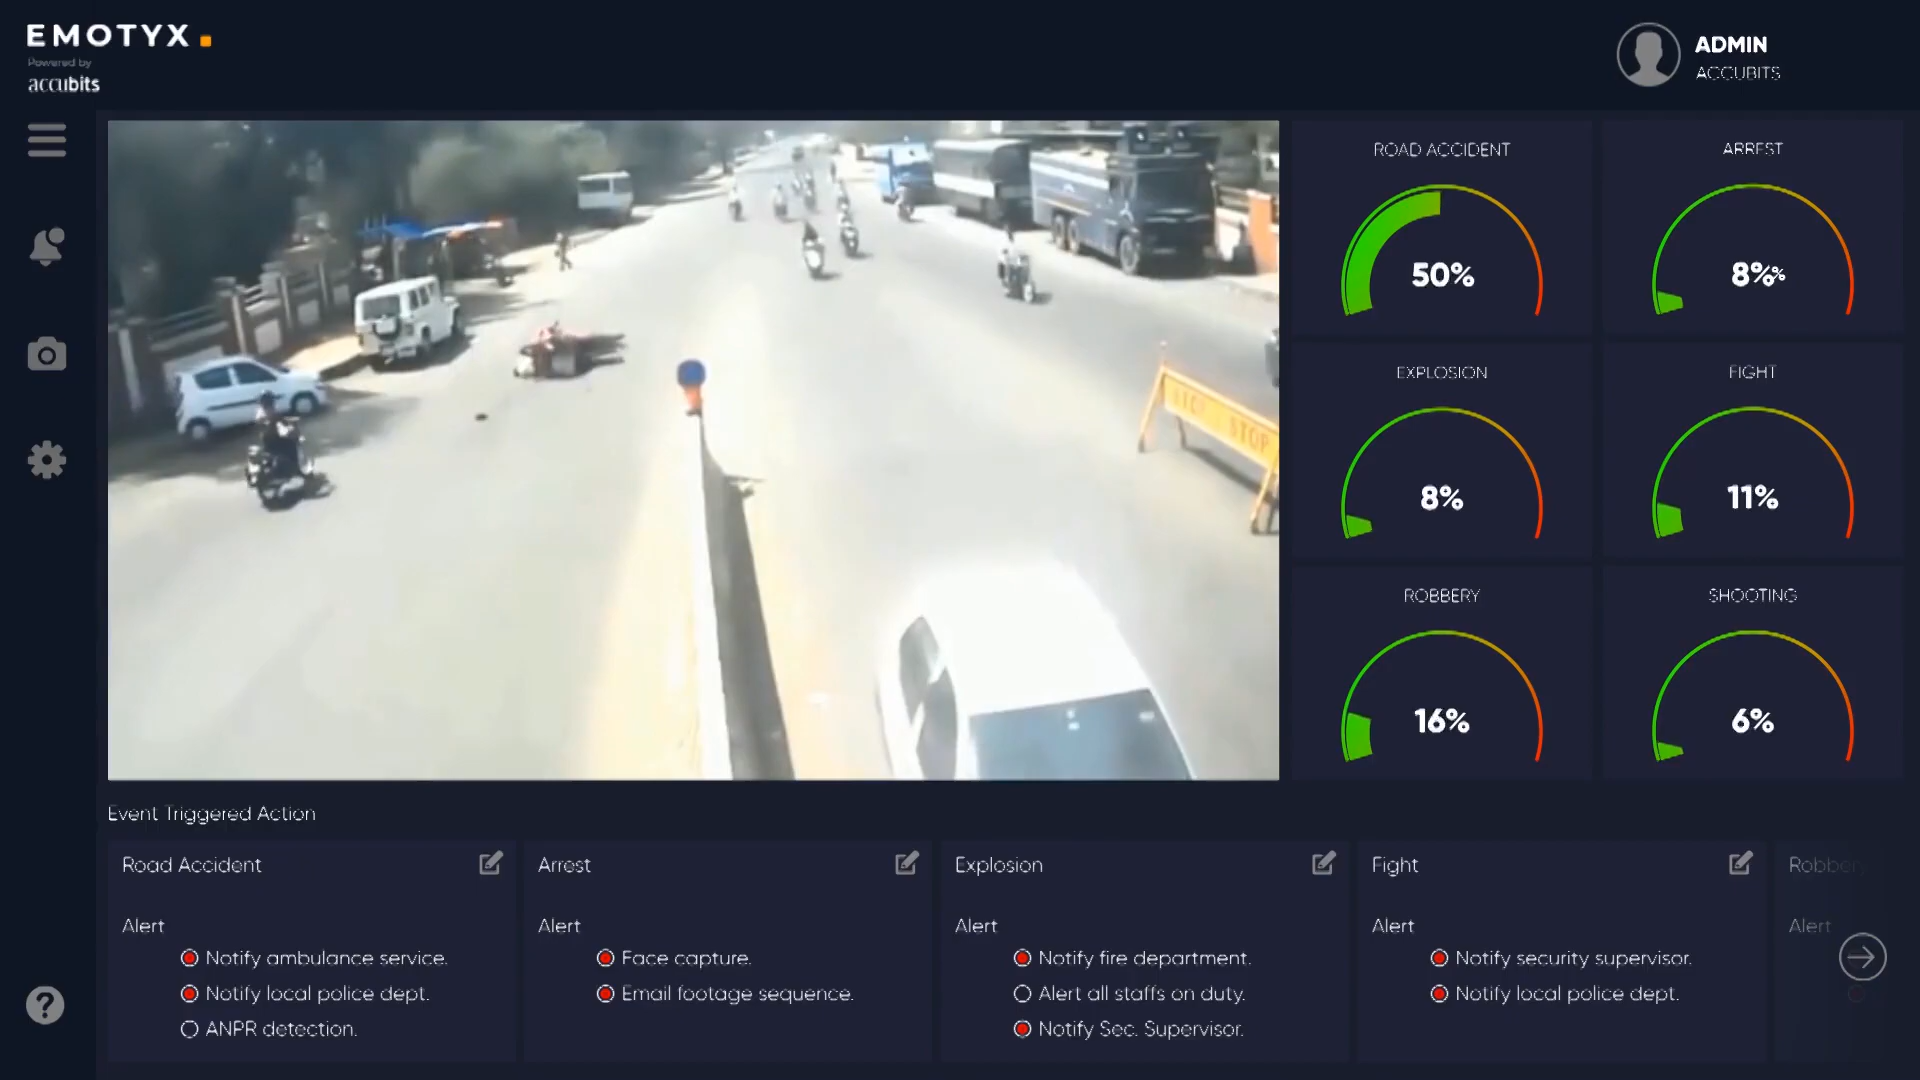 EMOTYX
Powered by
accubits
ADMIN
ACCUBITS
ROAD ACCIDENT
50%
ARREST
8%%
EXPLOSION
8%
FIGHT
11%
ROBBERY
16%
SHOOTING
6%
STOP
Event Triggered Action
Road Accident
Alert
Notify ambulance service.
Notify local police dept.
ANPR detection.
Arrest
Alert
Face capture.
Email footage sequence.
Explosion
Alert
Notify fire department.
Alert all staffs on duty.
Notify Sec. Supervisor.
Fight
Alert
Notify security supervisor.
Notify local police dept.
Robbery
Alert
?